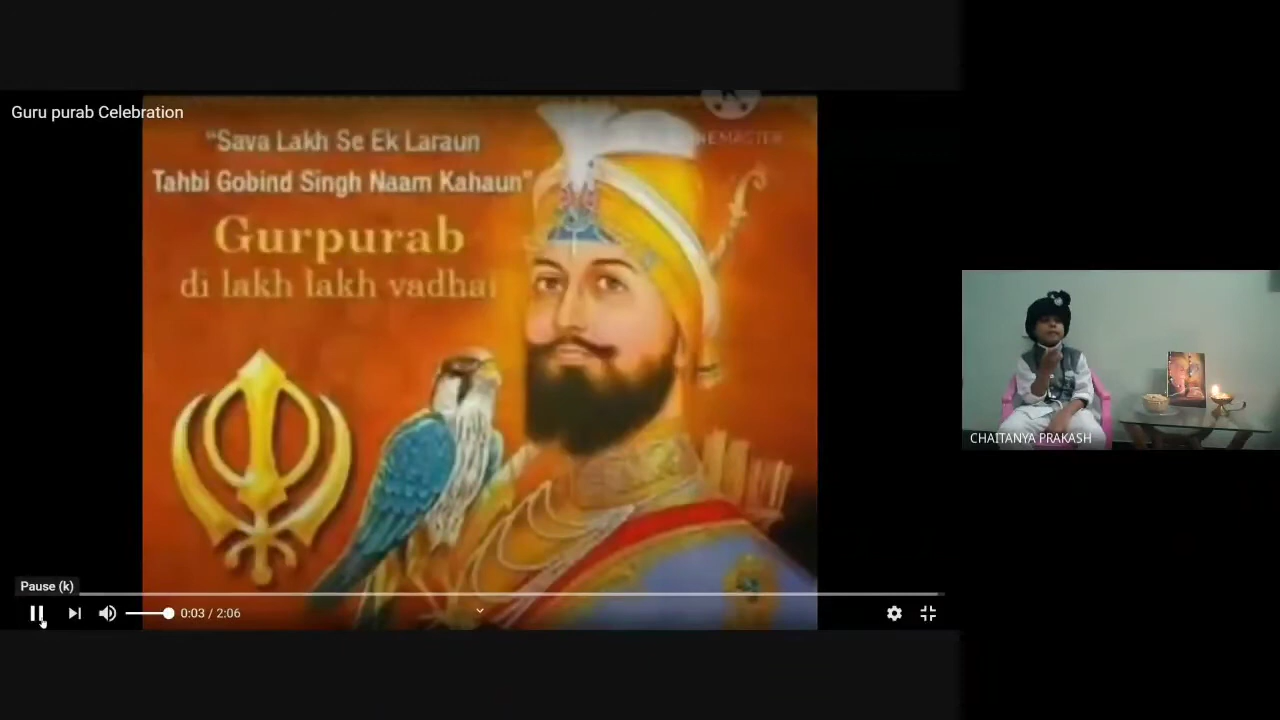 Guru purab Celebration
"Sava Lakh Se Ek Laraun
Tahbi Gobind Singh Naam Kahaun"
Gurpurab
di lakh lakh vadhai
CHAITANYA PRAKASH
Pause (k)
0:03 / 2:06